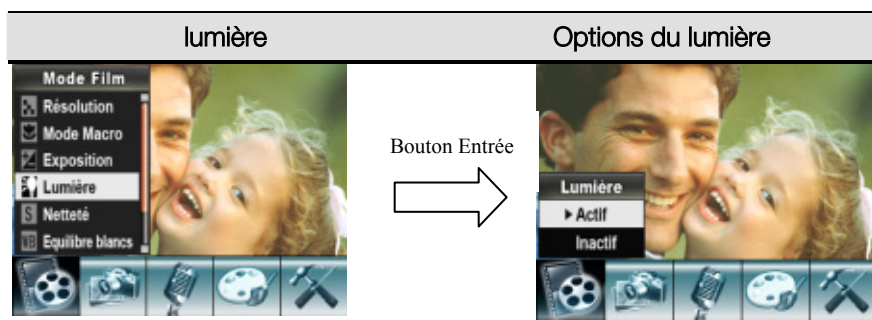 lumière
Options du lumière
Mode Film
Résolution
Mode Macro
Exposition
Lumière
S Netteté
WB Equilibre blancs
Bouton Entrée
Lumière
Actif
Inactif